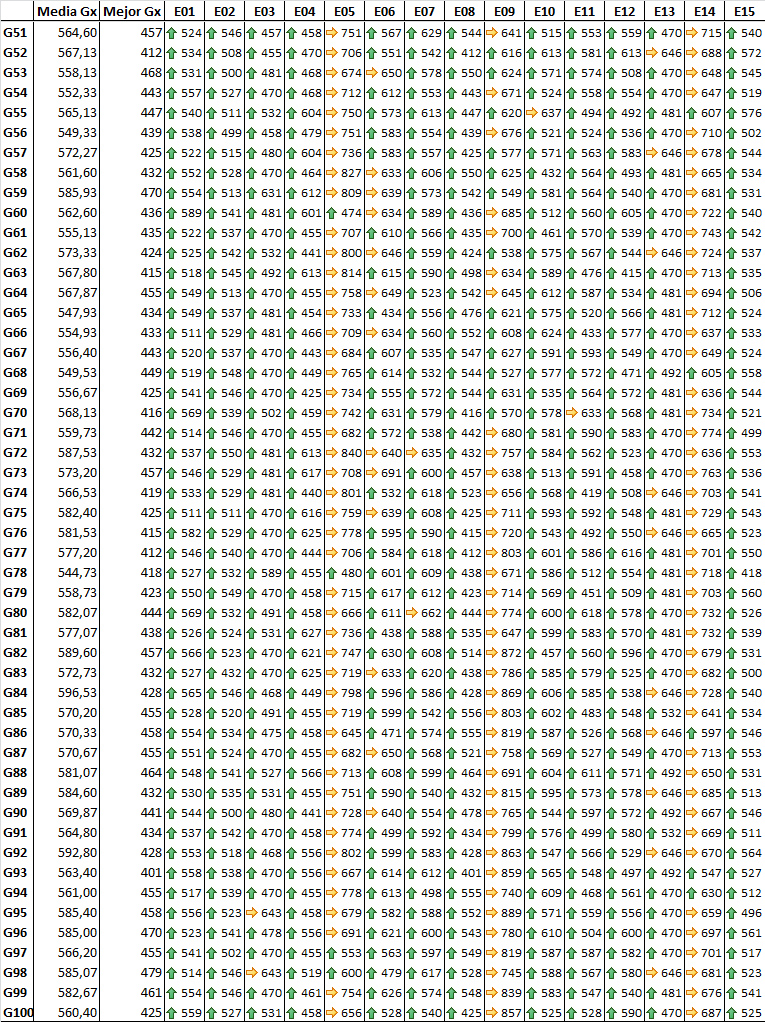 Media Gx Mejor Gx E01 E02 E03 E04 E05 E06 E07 E08 E09 E10 E11 E12 E13 E14 E15
G51 564,60 457 524 546 457 458 751 567 629 544 641 515 553 559 470 715 540
G52 567,13 412 534 508 455 470 706 551 542 412 616 613 581 613 646 688 572
G53 558,13 468 531 500 481 468 674 650 578 550 624 571 574 508 470 648 545
G54 552,33 443 557 527 470 468 712 612 553 443 671 524 558 554 470 647 519
G55 565,13 447 540 511 532 604 750 573 613 447 620 637 494 492 481 607 576
G56 549,33 439 538 499 458 479 751 583 554 439 676 521 524 536 470 710 502
G57 572,27 425 522 515 480 604 736 583 557 425 577 571 563 583 646 678 544
G58 561,60 432 552 528 470 464 827 633 606 550 625 432 564 493 481 665 534
G59 585,93 470 554 513 631 612 809 639 573 542 549 581 564 540 470 681 531
G60 562,60 436 589 541 481 601 474 634 589 436 685 512 560 605 470 722 540
G61 555,13 435 522 537 470 455 707 610 566 435 700 461 570 539 470 743 542
G62 573,33 424 525 542 532 441 800 646 559 424 538 575 567 544 646 724 537
G63 567,80 415 518 545 492 613 814 615 590 498 634 589 476 415 470 713 535
G64 567,87 455 549 513 470 455 758 649 523 542 645 612 587 534 481 694 506
G65 547,93 434 549 537 481 454 733 434 556 476 621 575 520 566 481 712 524
G66 554,93 433 511 529 481 466 709 634 560 552 608 624 433 577 470 637 533
G67 556,40 443 520 537 470 443 684 607 535 547 627 591 593 549 470 649 524
G68 549,53 449 519 548 470 449 765 614 532 544 527 577 572 471 492 605 558
G69 556,67 425 541 546 470 425 734 555 572 544 631 535 564 572 481 636 544
G70 568,13 416 569 539 502 459 742 631 579 416 570 578 633 568 481 734 521
G71 559,73 442 514 546 470 455 682 572 538 442 680 581 590 583 470 774 499
G72 587,53 432 537 550 481 613 840 640 635 432 757 584 562 523 470 636 553
G73 573,20 457 546 529 481 617 708 691 600 457 638 513 591 458 470 763 536
G74 566,53 419 533 529 481 440 801 532 618 523 656 568 419 508 646 703 541
G75 582,40 425 511 511 470 616 759 639 608 425 711 593 592 548 481 729 543
G76 581,53 415 582 529 470 625 778 595 590 415 720 543 492 550 646 665 523
G77 577,20 412 546 540 470 444 706 584 618 412 803 601 586 616 481 701 550
G78 544,73 418 527 532 589 455 480 601 609 438 671 586 512 554 481 718 418
G79 558,73 423 550 549 470 458 715 617 612 423 714 569 451 509 481 703 560
G80 582,07 444 569 532 491 458 666 611 662 444 774 600 618 578 470 732 526
G81 577,07 438 526 524 531 627 736 438 588 535 647 599 583 570 481 732 539
G82 589,60 457 566 523 470 621 747 630 608 514 872 457 560 596 470 679 531
G83 572,73 432 527 432 470 625 719 633 620 438 786 585 579 525 470 682 500
G84 596,53 428 565 546 468 449 798 596 586 428 869 606 585 538 646 728 540
G85 570,20 455 528 520 491 455 719 599 542 556 803 602 483 548 532 641 534
G86 570,33 458 554 534 475 458 645 471 574 555 819 587 526 568 646 597 546
G87 570,67 455 551 524 470 455 682 650 568 521 758 569 527 549 470 713 553
G88 581,07 464 548 541 527 566 713 608 599 464 691 604 611 571 492 650 531
G89 584,60 432 530 535 531 455 751 590 540 432 815 595 573 578 646 685 513
G90 569,87 441 544 500 480 441 728 640 554 478 765 544 597 572 492 667 546
G91 564,80 434 537 542 470 458 774 499 592 434 799 576 499 580 532 669 511
G92 592,80 428 553 518 468 556 802 599 583 428 863 547 566 529 646 670 564
G93 563,40 401 558 538 470 556 667 614 612 401 859 565 548 497 492 547 527
G94 561,00 455 517 539 470 455 778 613 498 555 740 609 468 561 470 630 512
G95 585,40 458 556 523 643 458 679 582 588 552 889 571 559 556 470 659 496
G96 585,00 470 523 541 478 556 691 621 600 543 780 610 504 600 470 697 561
G97 566,20 455 541 502 470 455 553 563 597 549 819 587 587 582 470 701 517
G98 585,07 479 514 546 643 519 600 479 617 528 745 588 567 580 646 681 523
G99 582,67 461 554 546 470 461 754 626 574 548 839 583 547 540 481 676 541
G100 560,40 425 559 527 531 458 656 528 540 425 857 525 528 590 470 687 525